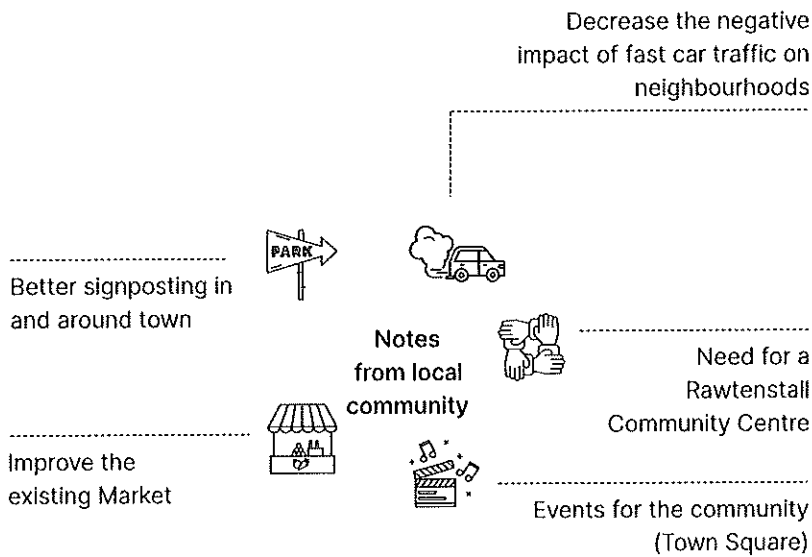 Decrease the negative
impact of fast car traffic on
neighbourhoods
PARK
Better signposting in
and around town
Notes
from local
community
Need for a
Rawtenstall
Community Centre
Improve the
existing Market
Events for the community
(Town Square)